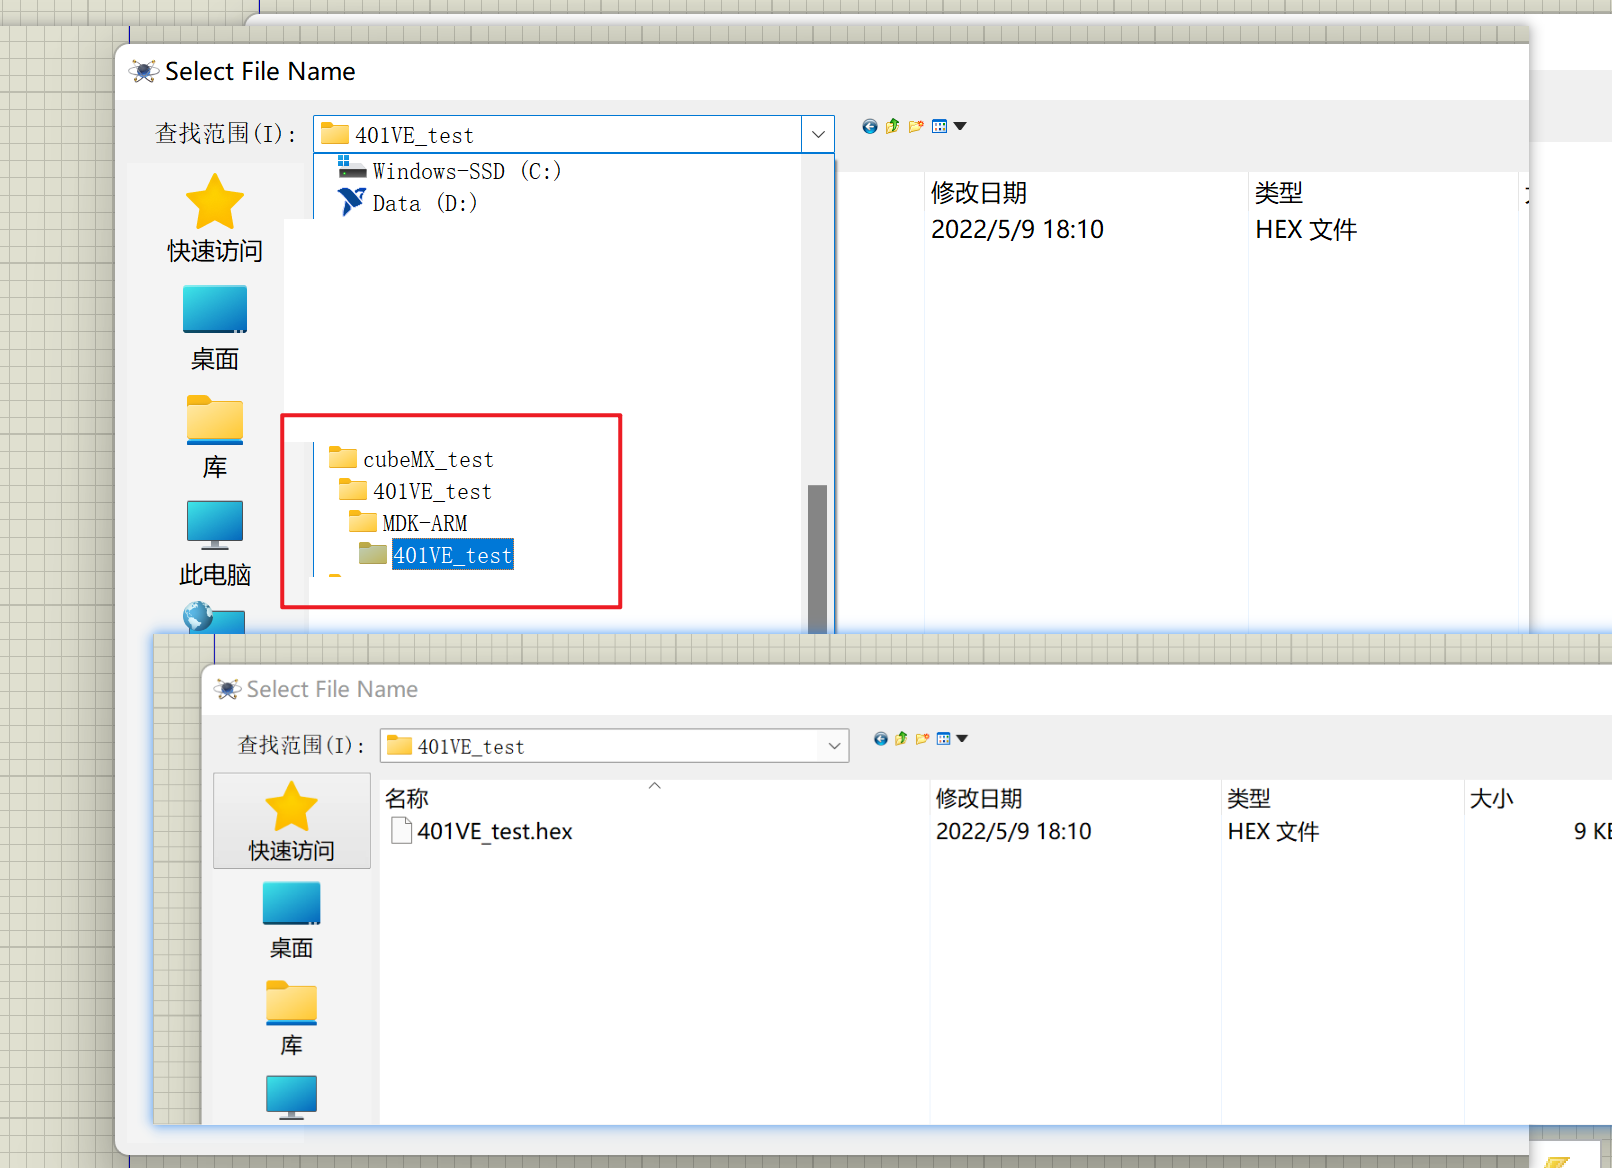 Select File Name
查找范围(I):
401VE_test
Windows-SSD (C:)
Data (D:)
修改日期
类型
2022/5/9 18:10
HEX 文件
快速访问
桌面
库
此电脑
cubeMX_test
401VE_test
MDK-ARM
401VE_test
Select File Name
查找范围(I):
401VE_test
名称
修改日期
类型
大小
401VE_test.hex
2022/5/9 18:10
HEX 文件
9
快速访问
桌面
库